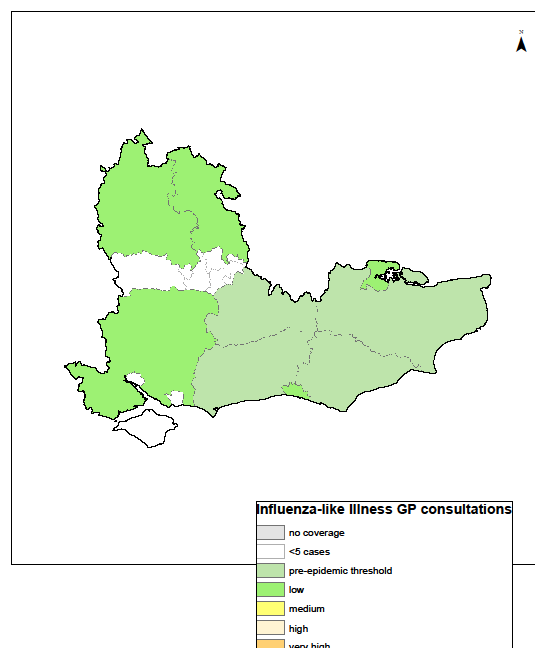 N
Influenza-like Illness GP consultations
no coverage
<5 cases
pre-epidemic threshold
low
medium
high
very high